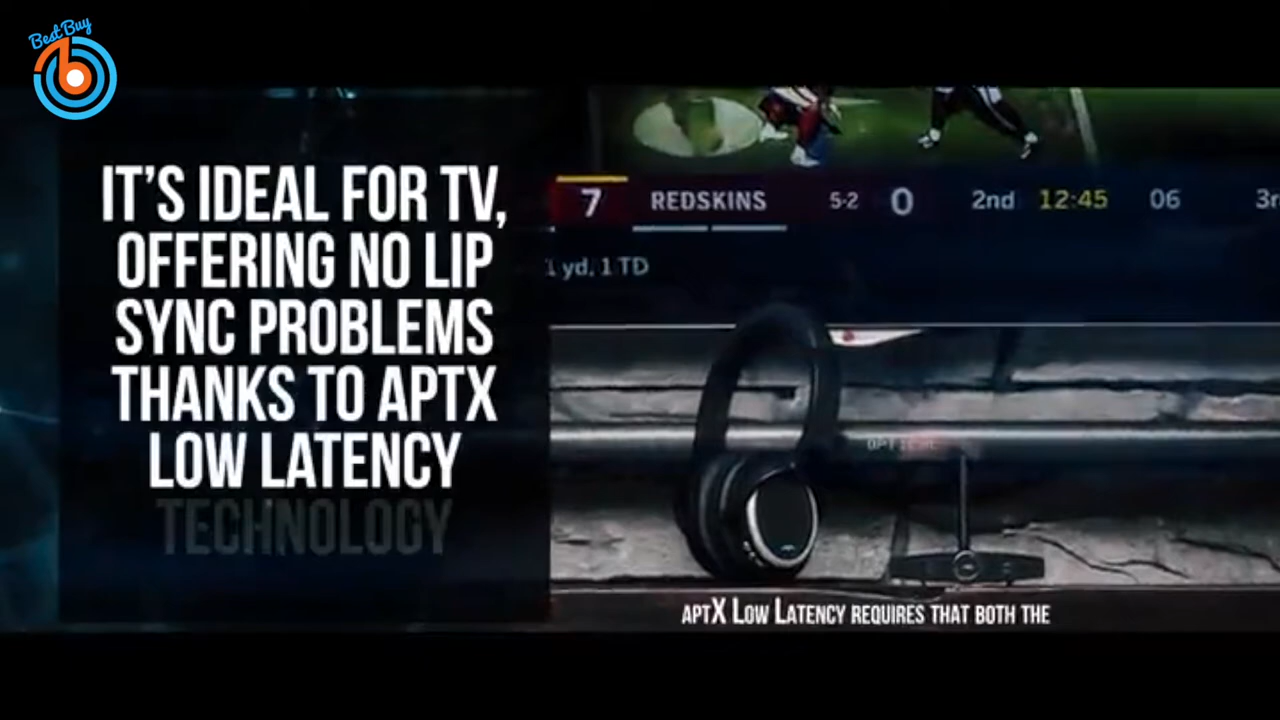 Best Buy
IT'S IDEAL FOR TV,
OFFERING NO LIP
SYNC PROBLEMS
THANKS TO APTX
LOW LATENCY
TECHNOLOGY
7 REDSKINS 5-2 0 2nd 12:45 06
1 yd, 1 TD
APTX LOW LATENCY REQUIRES THAT BOTH THE